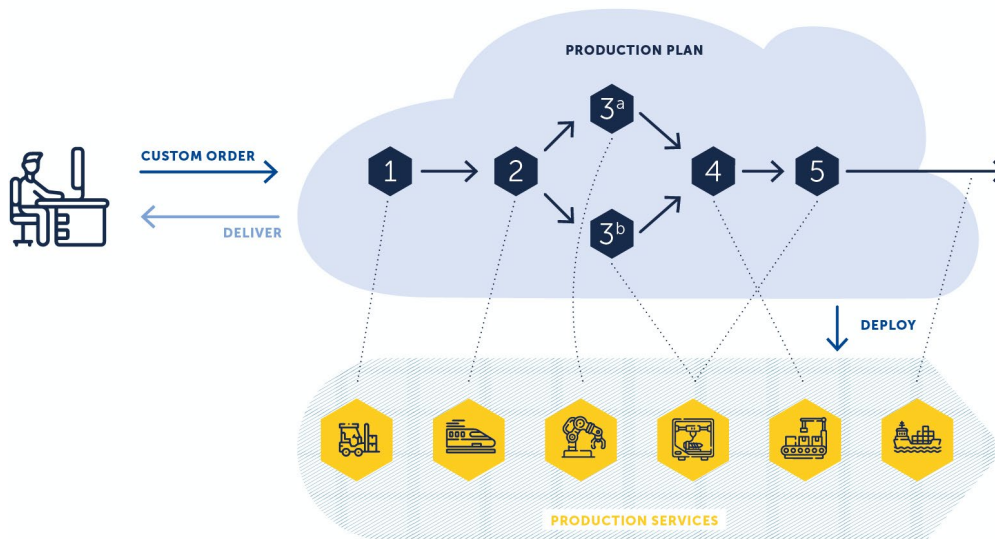 PRODUCTION PLAN
3a
CUSTOM ORDER
1
2
4
5
DELIVER
3b
DEPLOY
PRODUCTION SERVICES